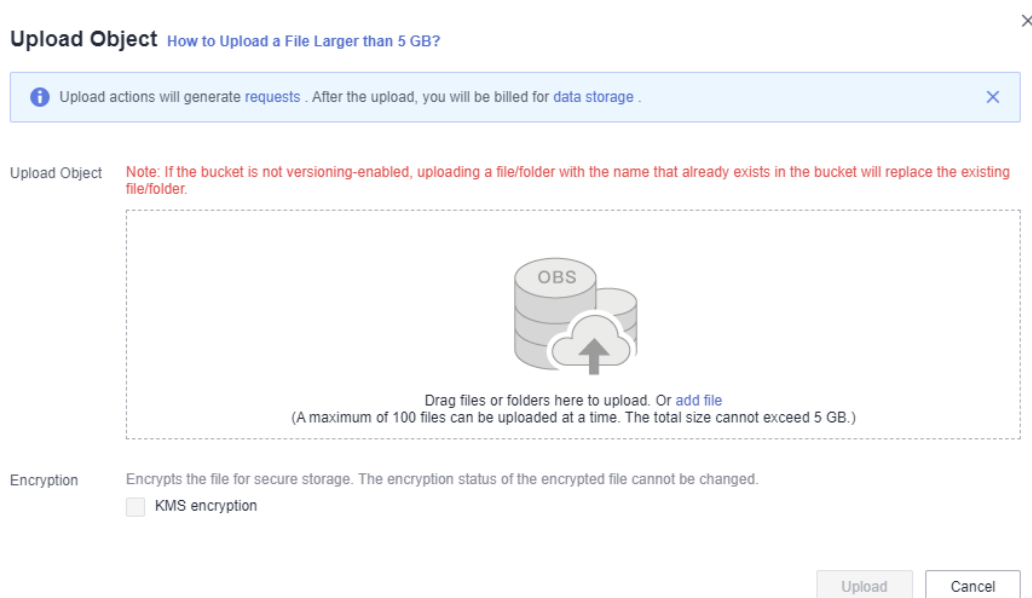 Upload Object How to Upload a File Larger than 5 GB?
Upload actions will generate requests . After the upload, you will be billed for data storage .
Upload Object
Note: If the bucket is not versioning-enabled, uploading a file/folder with the name that already exists in the bucket will replace the existing
file/folder.
OBS
Drag files or folders here to upload. Or add file
(A maximum of 100 files can be uploaded at a time. The total size cannot exceed 5 GB.)
Encryption
Encrypts the file for secure storage. The encryption status of the encrypted file cannot be changed.
KMS encryption
Upload
Cancel